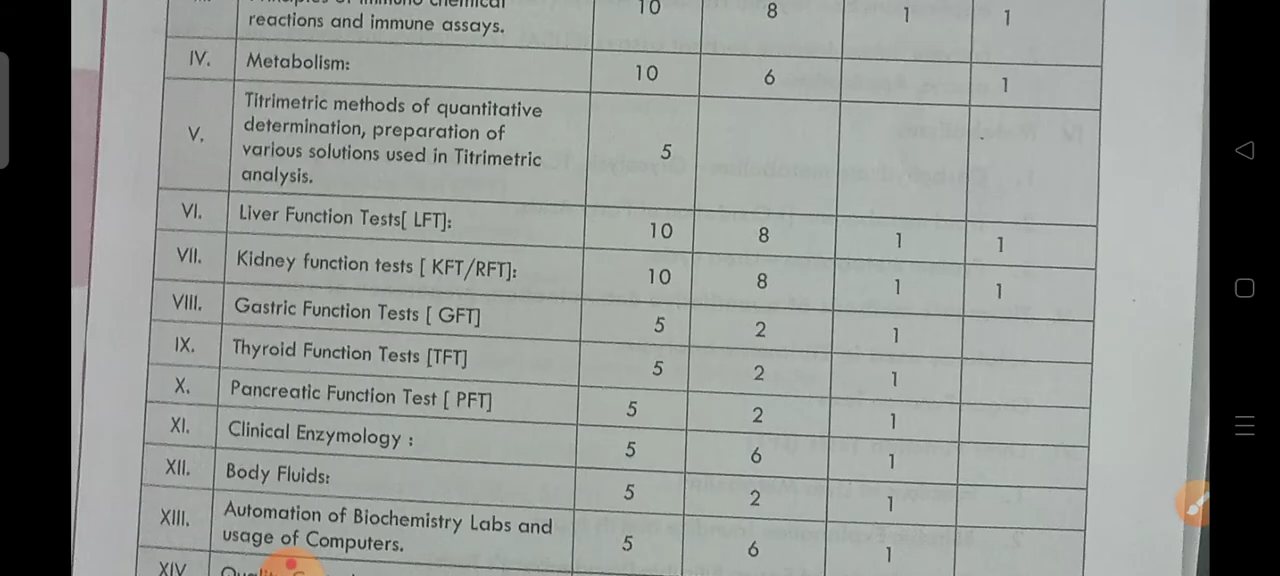 Principles of immuno chemical
reactions and immune assays. 10 8 1 1
IV. Metabolism: 10 6 1
Titrimetric methods of quantitative
determination, preparation of
V. various solutions used in Titrimetric 5
analysis.
VI. Liver Function Tests[ LFT]: 10 8 1 1
VII. Kidney function tests [ KFT/RFT]: 10 8 1 1
VIII. Gastric Function Tests [ GFT] 5 2 1
IX. Thyroid Function Tests [TFT] 5 2 1
X. Pancreatic Function Test [ PFT] 5 2 1
XI. Clinical Enzymology : 5 6 1
XII. Body Fluids: 5 2 1
Automation of Biochemistry Labs and
XIII. usage of Computers. 5 6 1
XIV